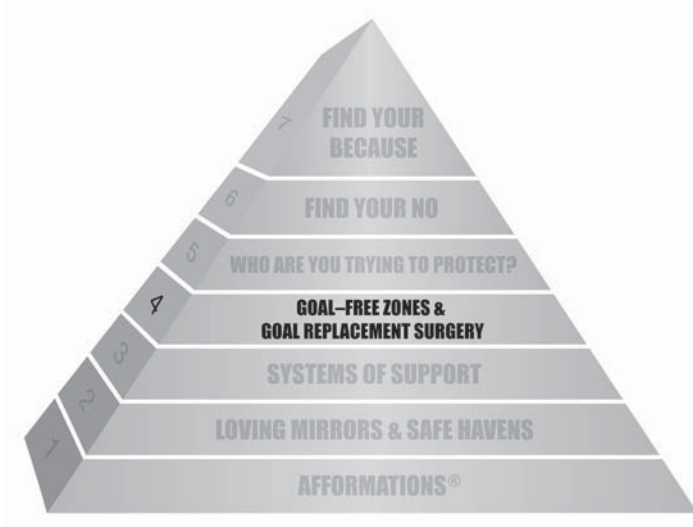 7
FIND YOUR
BECAUSE
6
FIND YOUR NO
5
WHO ARE YOU TRYING TO PROTECT?
4
GOAL–FREE ZONES &
GOAL REPLACEMENT SURGERY
3
SYSTEMS OF SUPPORT
2
LOVING MIRRORS & SAFE HAVENS
1
AFFORMATIONS®